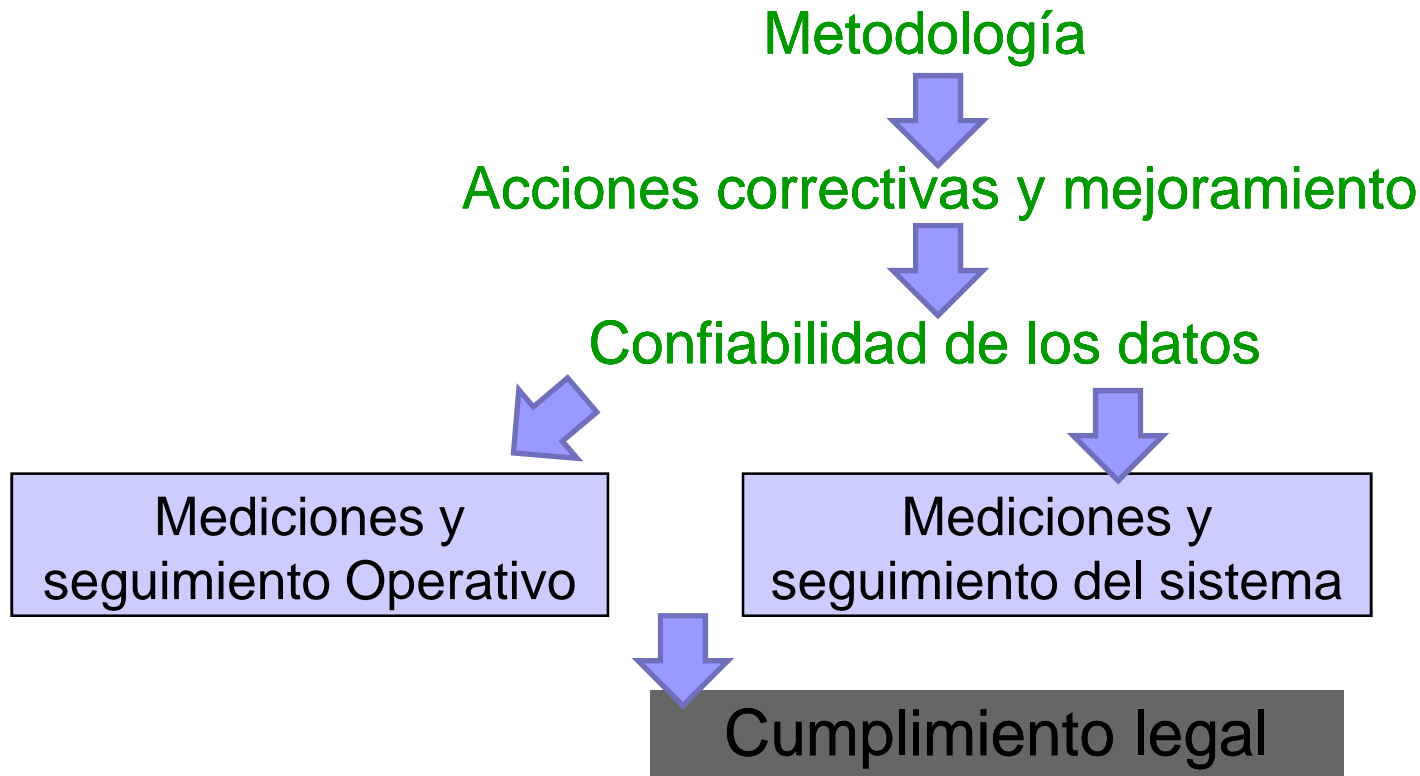 Metodología
Acciones correctivas y mejoramiento
Confiabilidad de los datos
Mediciones y
seguimiento Operativo
Mediciones y
seguimiento del sistema
Cumplimiento legal